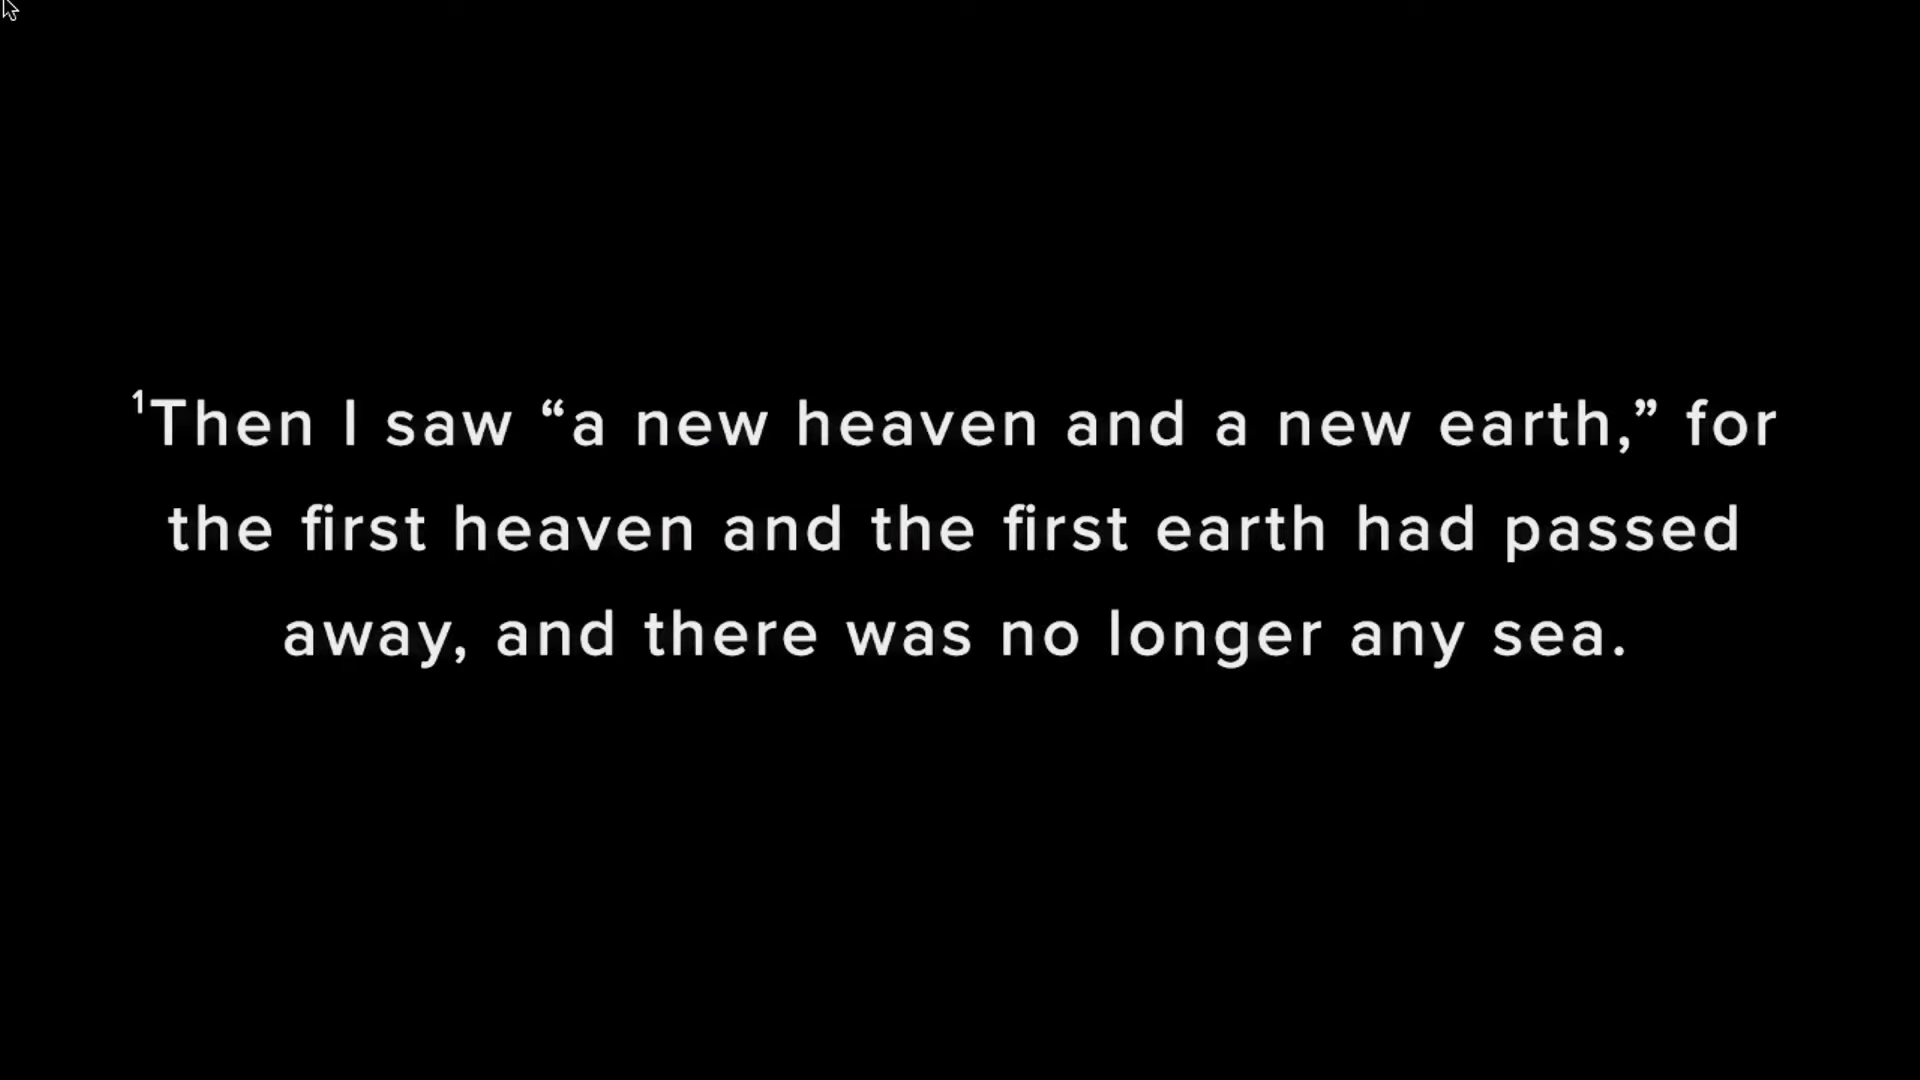 ¹Then I saw “a new heaven and a new earth,” for
the first heaven and the first earth had passed
away, and there was no longer any sea.